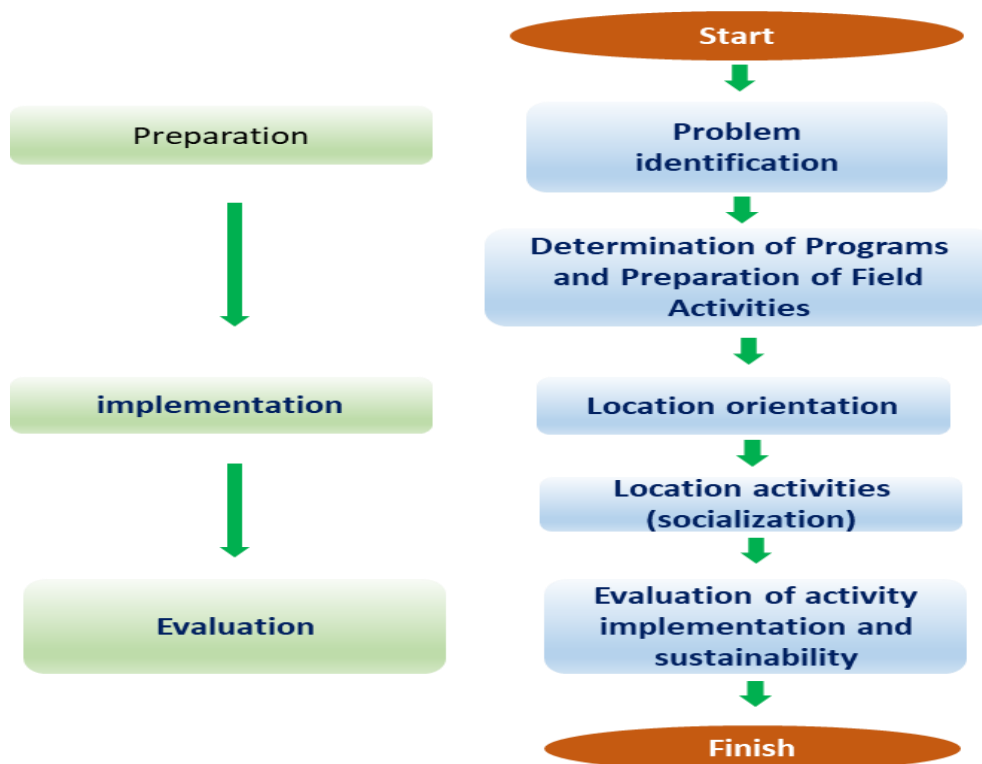 Start
Preparation
Problem
identification
Determination of Programs
and Preparation of Field
Activities
implementation
Location orientation
Location activities
(socialization)
Evaluation
Evaluation of activity
implementation and
sustainability
Finish